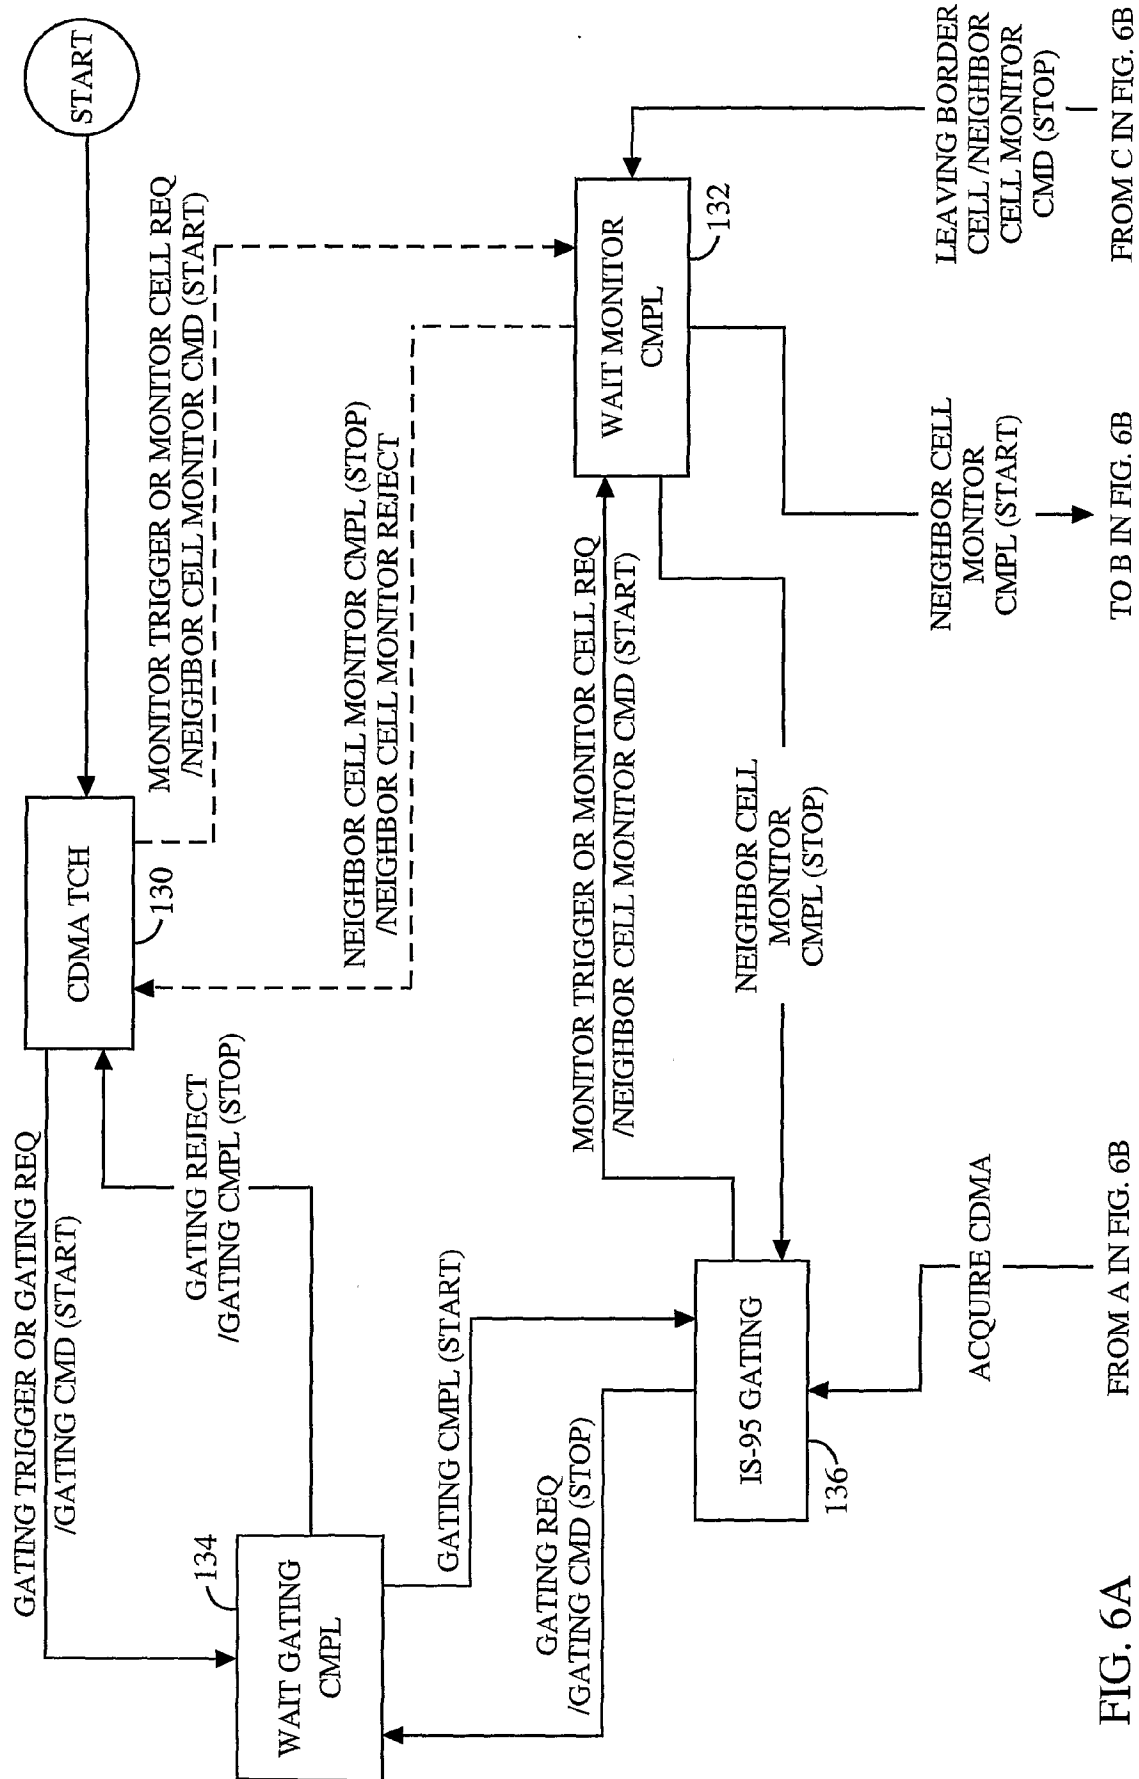 START
MONITOR TRIGGER OR MONITOR CELL REQ
/NEIGHBOR CELL MONITOR CMD (START)
CDMA TCH
130
GATING TRIGGER OR GATING REQ
/GATING CMD (START)
GATING REJECT
/GATING CMPL (STOP)
NEIGHBOR CELL MONITOR CMPL (STOP)
/NEIGHBOR CELL MONITOR REJECT
134
WAIT GATING
CMPL
GATING CMPL (START)
GATING REQ
/GATING CMD (STOP)
MONITOR TRIGGER OR MONITOR CELL REQ
/NEIGHBOR CELL MONITOR CMD (START)
WAIT MONITOR
CMPL
132
IS-95 GATING
136
NEIGHBOR CELL
MONITOR
CMPL (STOP)
ACQUIRE CDMA
FROM A IN FIG. 6B
NEIGHBOR CELL
MONITOR
CMPL (START)
TO B IN FIG. 6B
LEAVING BORDER
CELL /NEIGHBOR
CELL MONITOR
CMD (STOP)
FROM C IN FIG. 6B
FIG. 6A